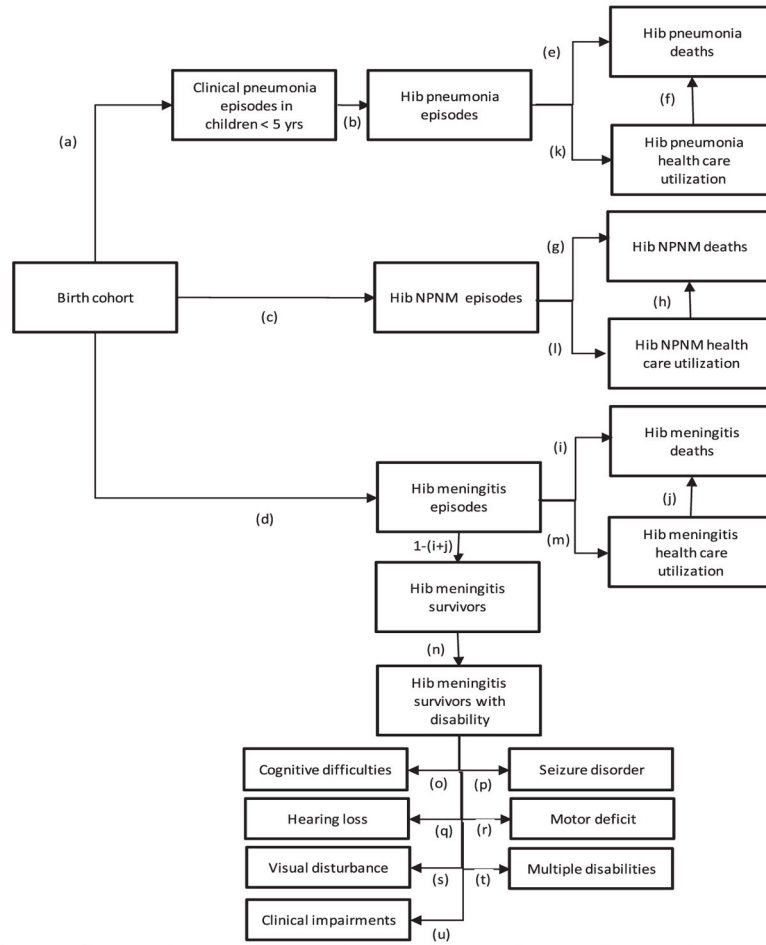 Hib pneumonia
deaths
(e)
Clinical pneumonia
episodes in
children < 5 yrs
(b)
Hib pneumonia
episodes
(f)
(a)
(k)
Hib pneumonia
health care
utilization
(g)
Hib NPNM deaths
Birth cohort
(c)
Hib NPNM episodes
(h)
(l)
Hib NPNM health
care utilization
(i)
Hib meningitis
deaths
(d)
Hib meningitis
episodes
(j)
(m)
Hib meningitis
health care
utilization
1-(i+j)
Hib meningitis
survivors
(n)
Hib meningitis
survivors with
disability
Cognitive difficulties
(o)
(p)
Seizure disorder
Hearing loss
(q)
(r)
Motor deficit
Visual disturbance
(s)
(t)
Multiple disabilities
Clinical impairments
(u)